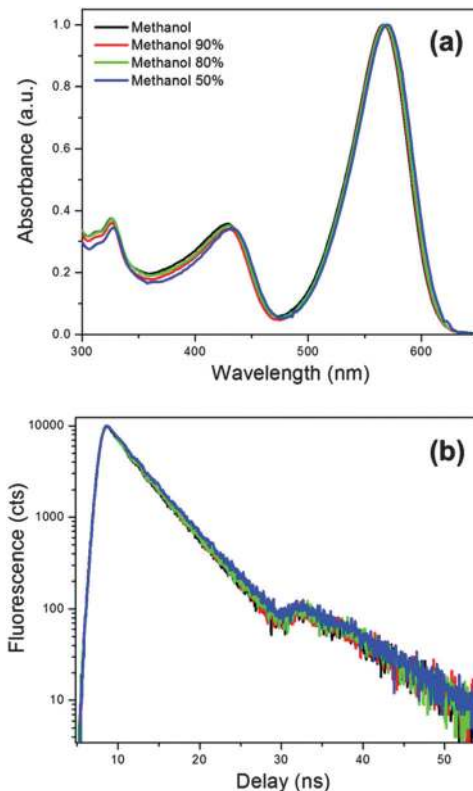 (a)
Methanol
Methanol 90%
Methanol 80%
Methanol 50%
Absorbance (a.u.)
1.0
0.8
0.6
0.4
0.2
0.0
300 400 500 600
Wavelength (nm)
(b)
Fluorescence (cts)
10000
1000
100
10
10 20 30 40 50
Delay (ns)